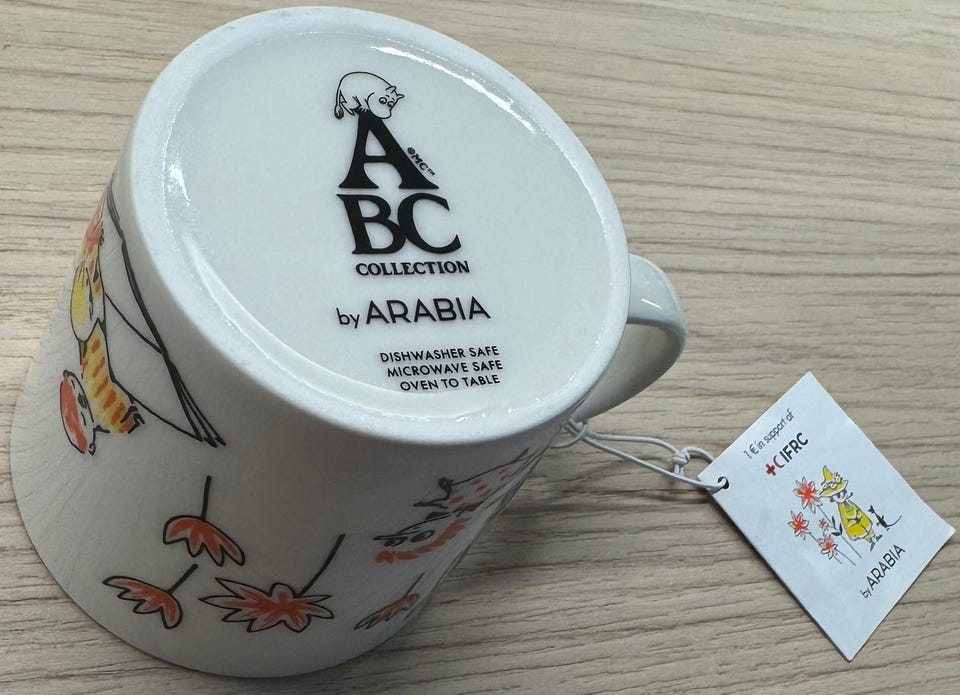 A
©MC™
BC
COLLECTION
by ARABIA
DISHWASHER SAFE
MICROWAVE SAFE
OVEN TO TABLE
1 € in support of
IFRC
by ARABIA